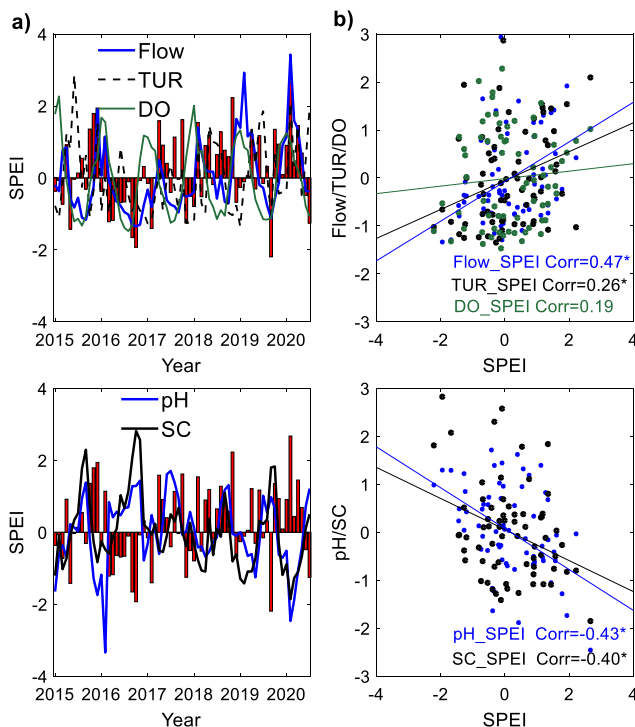 a)
Flow
TUR
DO
4
2
0
-2
-4
SPEI
2015 2016 2017 2018 2019 2020
Year
b)
3
2
1
0
-1
-2
-3
Flow/TUR/DO
Flow_SPEI Corr=0.47*
TUR_SPEI Corr=0.26*
DO_SPEI Corr=0.19
-4 -2 0 2 4
SPEI
pH
SC
4
2
0
-2
-4
SPEI
2015 2016 2017 2018 2019 2020
Year
3
2
1
0
-1
-2
-3
pH/SC
pH_SPEI Corr=-0.43*
SC_SPEI Corr=-0.40*
-4 -2 0 2 4
SPEI